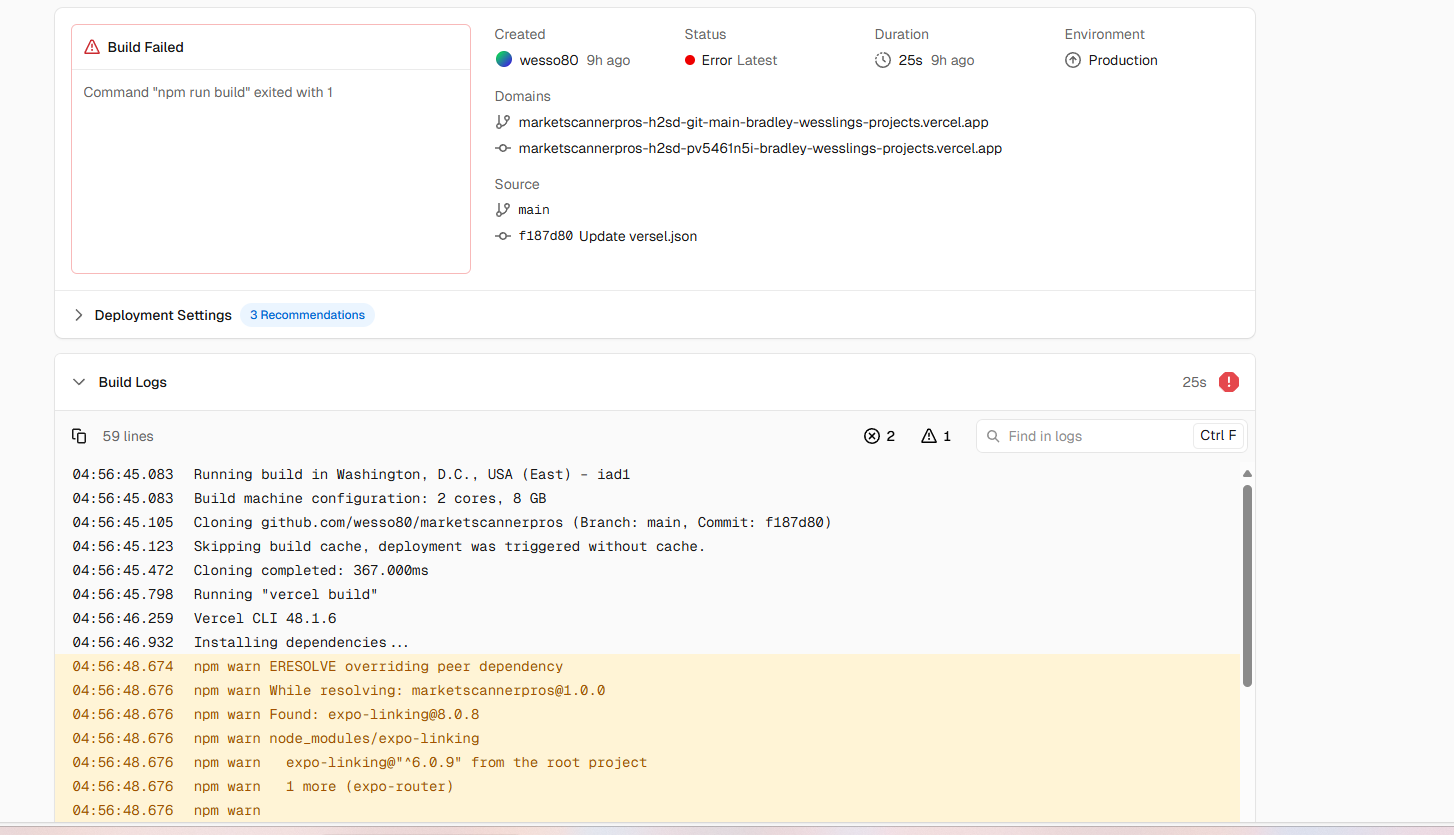 Build Failed
Command "npm run build" exited with 1
Created
wesso80 9h ago
Status
Error Latest
Duration
25s 9h ago
Environment
Production
Domains
marketscannerpros-h2sd-git-main-bradley-wesslings-projects.vercel.app
marketscannerpros-h2sd-pv5461n5i-bradley-wesslings-projects.vercel.app
Source
main
f187d80 Update versel.json
Deployment Settings 3 Recommendations
Build Logs 25s
59 lines 2 1 Find in logs Ctrl F
04:56:45.083 Running build in Washington, D.C., USA (East) – iad1
04:56:45.083 Build machine configuration: 2 cores, 8 GB
04:56:45.105 Cloning github.com/wesso80/marketscannerpros (Branch: main, Commit: f187d80)
04:56:45.123 Skipping build cache, deployment was triggered without cache.
04:56:45.472 Cloning completed: 367.000ms
04:56:45.798 Running "vercel build"
04:56:46.259 Vercel CLI 48.1.6
04:56:46.932 Installing dependencies...
04:56:48.674 npm warn ERESOLVE overriding peer dependency
04:56:48.676 npm warn While resolving: marketscannerpros@1.0.0
04:56:48.676 npm warn Found: expo-linking@8.0.8
04:56:48.676 npm warn node_modules/expo-linking
04:56:48.676 npm warn   expo-linking@"^6.0.9" from the root project
04:56:48.676 npm warn   1 more (expo-router)
04:56:48.676 npm warn